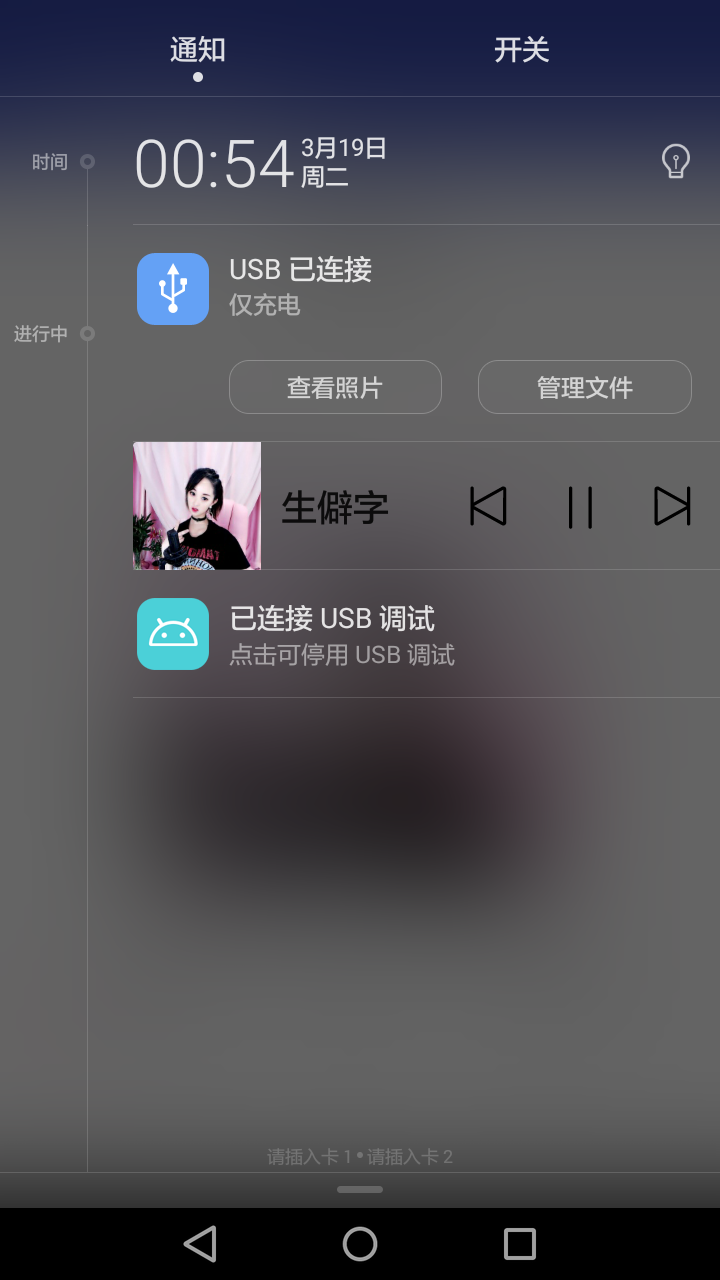 通知
开关
时间
00:54
3月19日
周二
USB 已连接
仅充电
进行中
查看照片
管理文件
生僻字
已连接 USB 调试
点击可停用 USB 调试
请插入卡 1 • 请插入卡 2